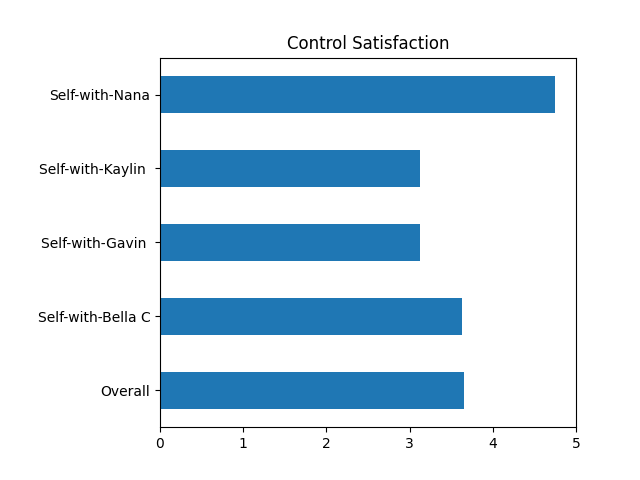 Control Satisfaction
Self-with-Nana
Self-with-Kaylin
Self-with-Gavin
Self-with-Bella C
Overall
0 1 2 3 4 5